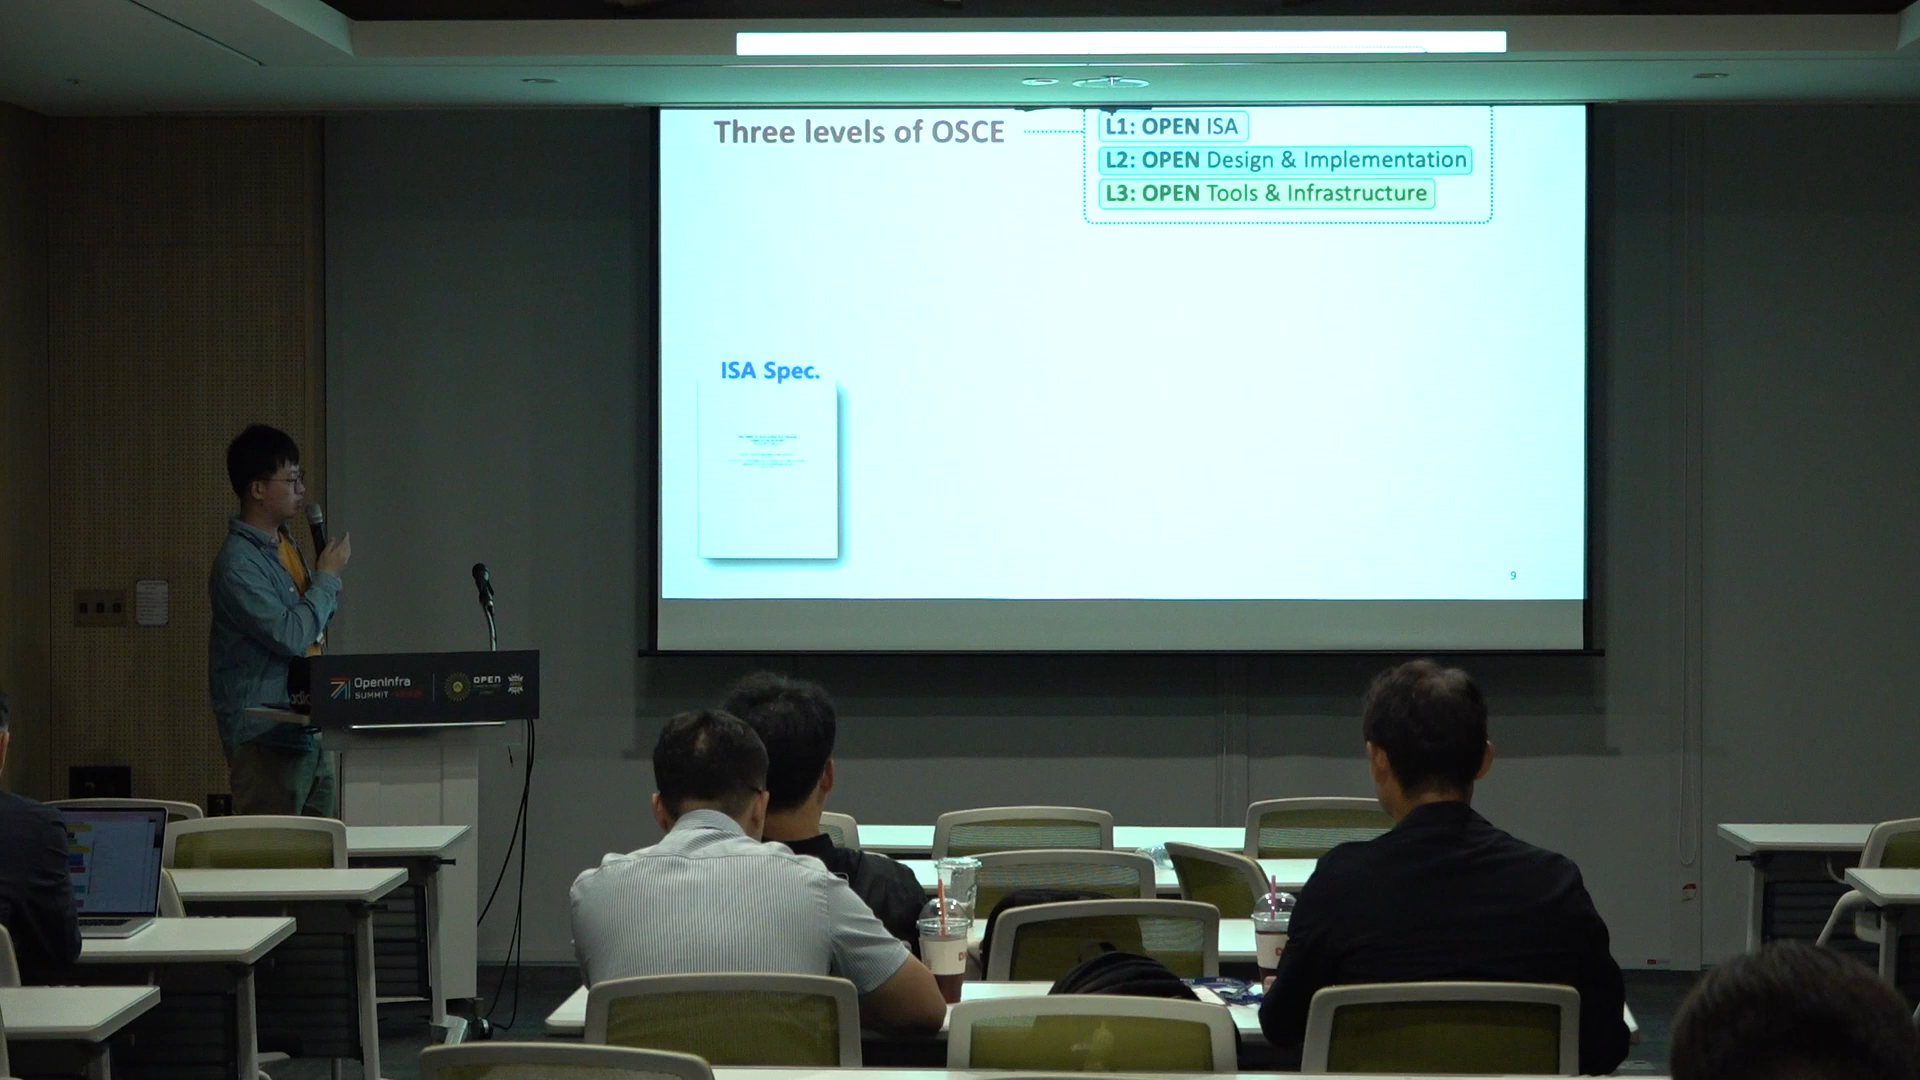 Three levels of OSCE
L1: OPEN ISA
L2: OPEN Design & Implementation
L3: OPEN Tools & Infrastructure
ISA Spec.
9
OpenInfra
SUMMIT
OPEN